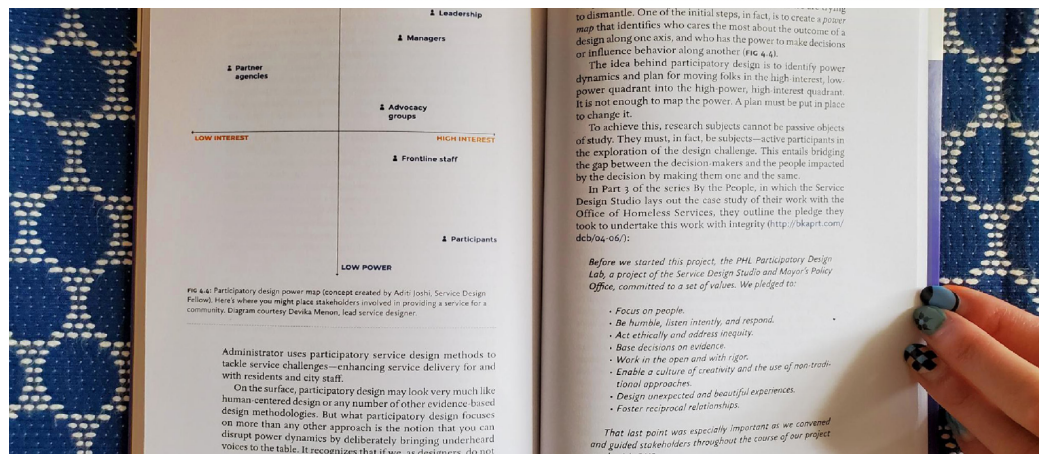 Leadership
Managers
Partner
agencies
Advocacy
groups
LOW INTEREST
HIGH INTEREST
Frontline staff
Participants
LOW POWER
FIG 4.4: Participatory design power map (concept created by Aditi Joshi, Service Design
Fellow). Here's where you might place stakeholders involved in providing a service for a
community. Diagram courtesy Devika Menon, lead service designer.
Administrator uses participatory service design methods to
tackle service challenges—enhancing service delivery for and
with residents and city staff.
On the surface, participatory design may look very much like
human-centered design or any number of other evidence-based
design methodologies. But what participatory design focuses
on more than any other approach is the notion that you can
disrupt power dynamics by deliberately bringing underheard
voices to the table. It recognizes that if we, as designers, do not
to dismantle. One of the initial steps, in fact, is to create a power
map that identifies who cares the most about the outcome of a
design along one axis, and who has the power to make decisions
or influence behavior along another (FIG 4.4).
The idea behind participatory design is to identify power
dynamics and plan for moving folks in the high-interest, low-
power quadrant into the high-power, high-interest quadrant.
It is not enough to map the power. A plan must be put in place
to change it.
To achieve this, research subjects cannot be passive objects
of study. They must, in fact, be subjects—active participants in
the exploration of the design challenge. This entails bridging
the gap between the decision-makers and the people impacted
by the decision by making them one and the same.
In Part 3 of the series By the People, in which the Service
Design Studio lays out the case study of their work with the
Office of Homeless Services, they outline the pledge they
took to undertake this work with integrity (http://bkaprt.com/
dcb/04-06/):
Before we started this project, the PHL Participatory Design
Lab, a project of the Service Design Studio and Mayor's Policy
Office, committed to a set of values. We pledged to:
• Focus on people.
• Be humble, listen intently, and respond.
• Act ethically and address inequity.
• Base decisions on evidence.
• Work in the open and with rigor.
• Enable a culture of creativity and the use of non-tradi-
tional approaches.
• Design unexpected and beautiful experiences.
• Foster reciprocal relationships.
That last point was especially important as we convened
and guided stakeholders throughout the course of our project